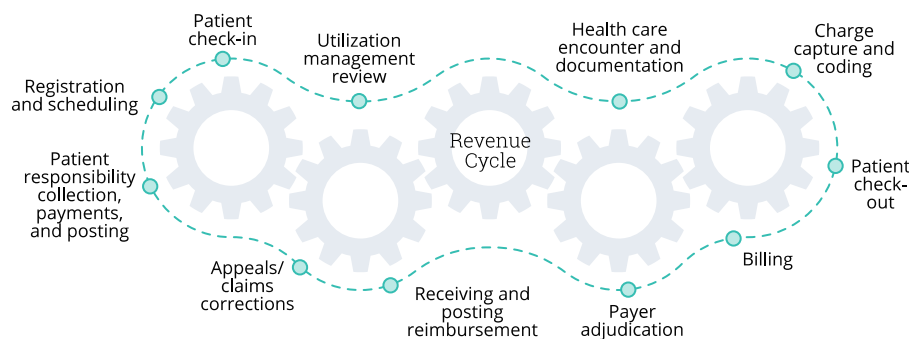 Patient
check-in
Utilization
management
review
Health care
encounter and
documentation
Charge
capture and
coding
Registration
and scheduling
Revenue
Cycle
Patient
responsibility
collection,
payments,
and posting
Patient
check-
out
Billing
Appeals/
claims
corrections
Receiving and
posting
reimbursement
Payer
adjudication